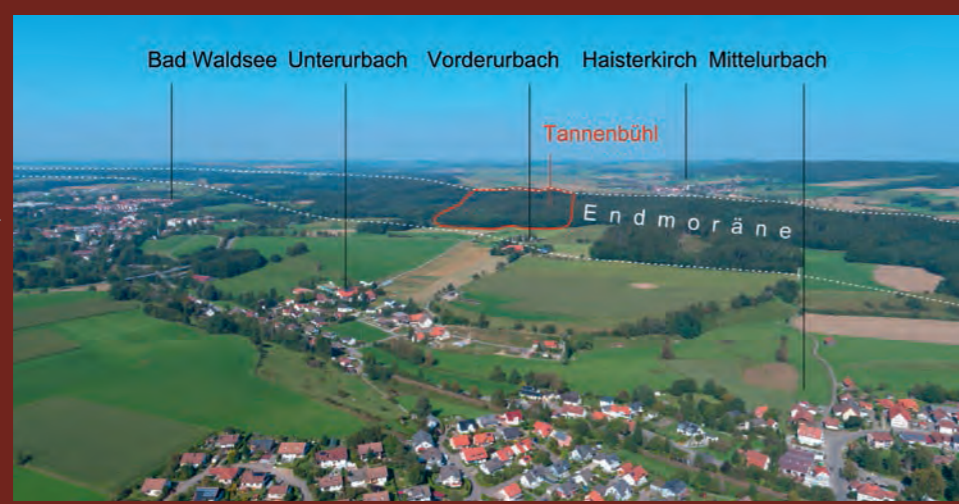 Bad Waldsee Unterurbach Vorderurbach Haisterkirch Mittelurbach
Tannenbühl
Endmoräne